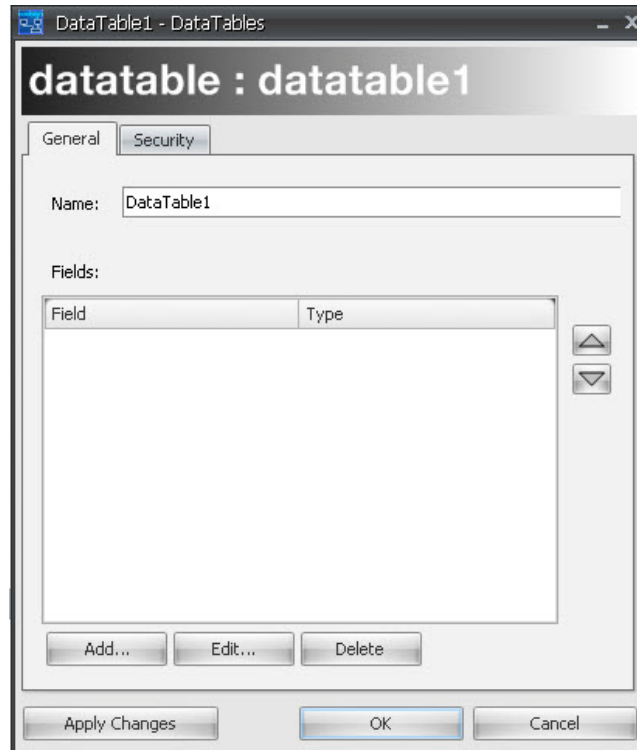 DataTable1 - DataTables
datatable : datatable1
General Security
Name: DataTable1
Fields:
Field Type
Add... Edit... Delete
Apply Changes OK Cancel